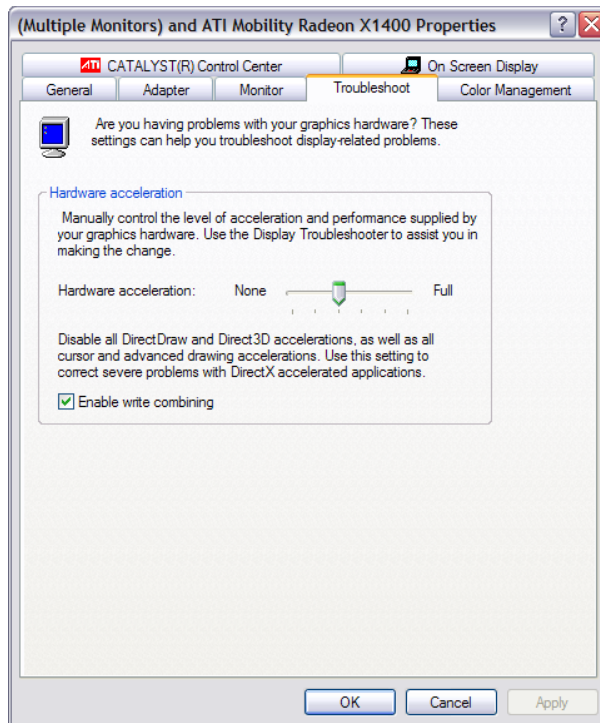 (Multiple Monitors) and ATI Mobility Radeon X1400 Properties
?
ATI CATALYST(R) Control Center On Screen Display
General Adapter Monitor Troubleshoot Color Management
Are you having problems with your graphics hardware? These
settings can help you troubleshoot display-related problems.
Hardware acceleration
Manually control the level of acceleration and performance supplied by
your graphics hardware. Use the Display Troubleshooter to assist you in
making the change.
Hardware acceleration: None Full
Disable all DirectDraw and Direct3D accelerations, as well as all
cursor and advanced drawing accelerations. Use this setting to
correct severe problems with DirectX accelerated applications.
Enable write combining
OK Cancel Apply